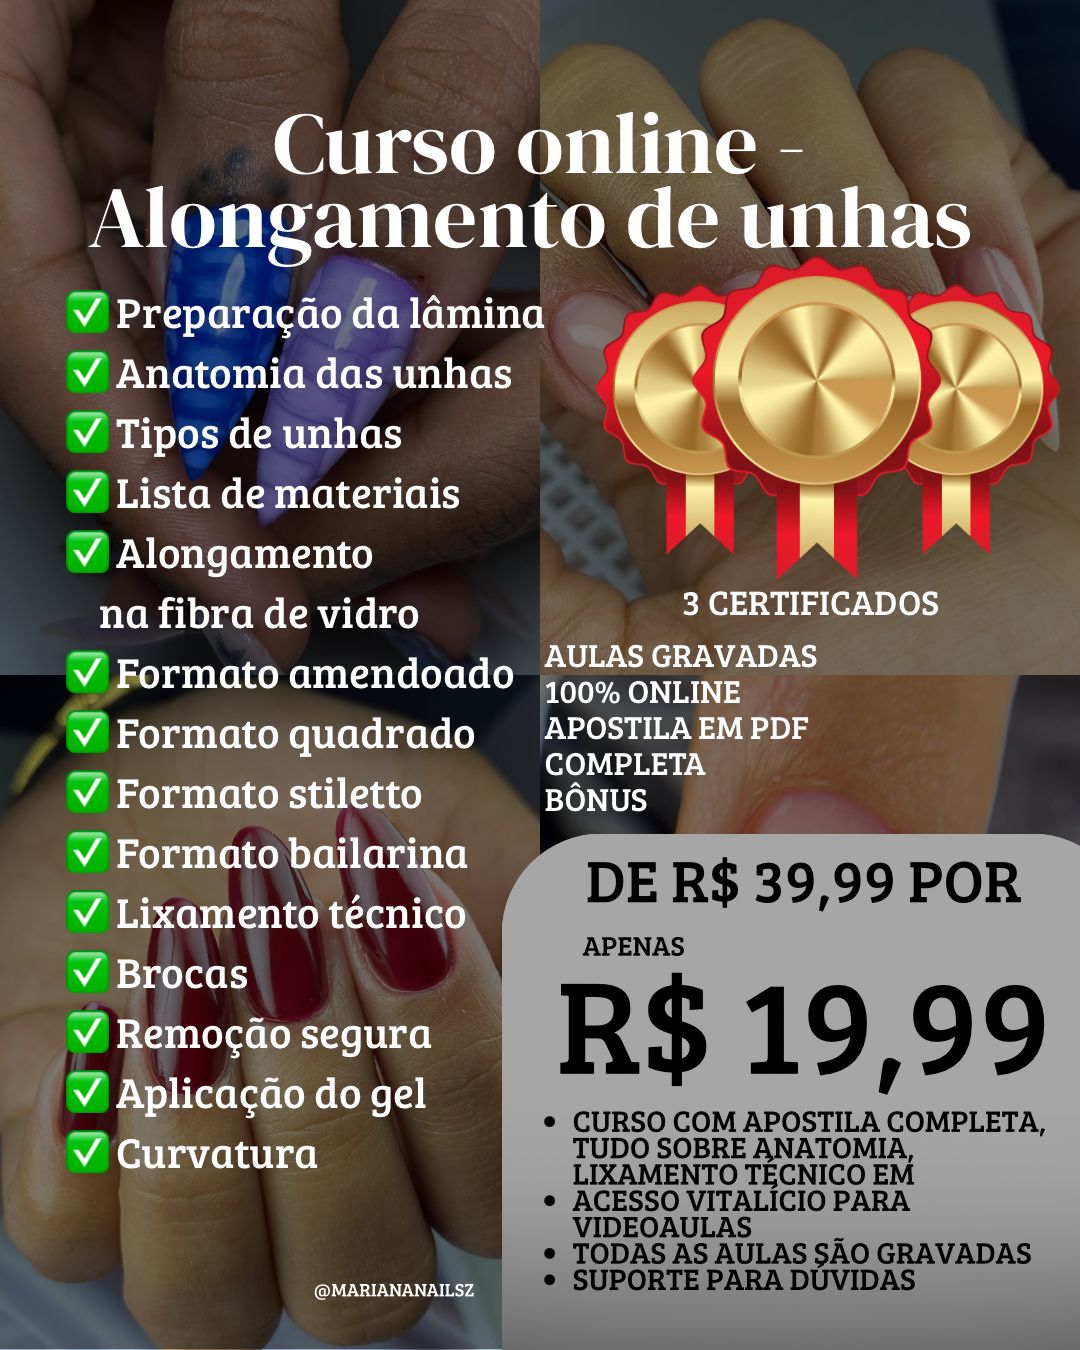 Curso online -
Alongamento de unhas
✅ Preparação da lâmina
✅ Anatomia das unhas
✅ Tipos de unhas
✅ Lista de materiais
✅ Alongamento
na fibra de vidro
✅ Formato amendoado
✅ Formato quadrado
✅ Formato stiletto
✅ Formato bailarina
✅ Lixamento técnico
✅ Brocas
✅ Remoção segura
✅ Aplicação do gel
✅ Curvatura
@MARIANANAILSZ
3 CERTIFICADOS
AULAS GRAVADAS
100% ONLINE
APOSTILA EM PDF
COMPLETA
BÔNUS
DE R$ 39,99 POR
APENAS
R$ 19,99
• CURSO COM APOSTILA COMPLETA,
TUDO SOBRE ANATOMIA,
LIXAMENTO TÉCNICO EM
• ACESSO VITALÍCIO PARA
VIDEOAULAS
• TODAS AS AULAS SÃO GRAVADAS
• SUPORTE PARA DÚVIDAS